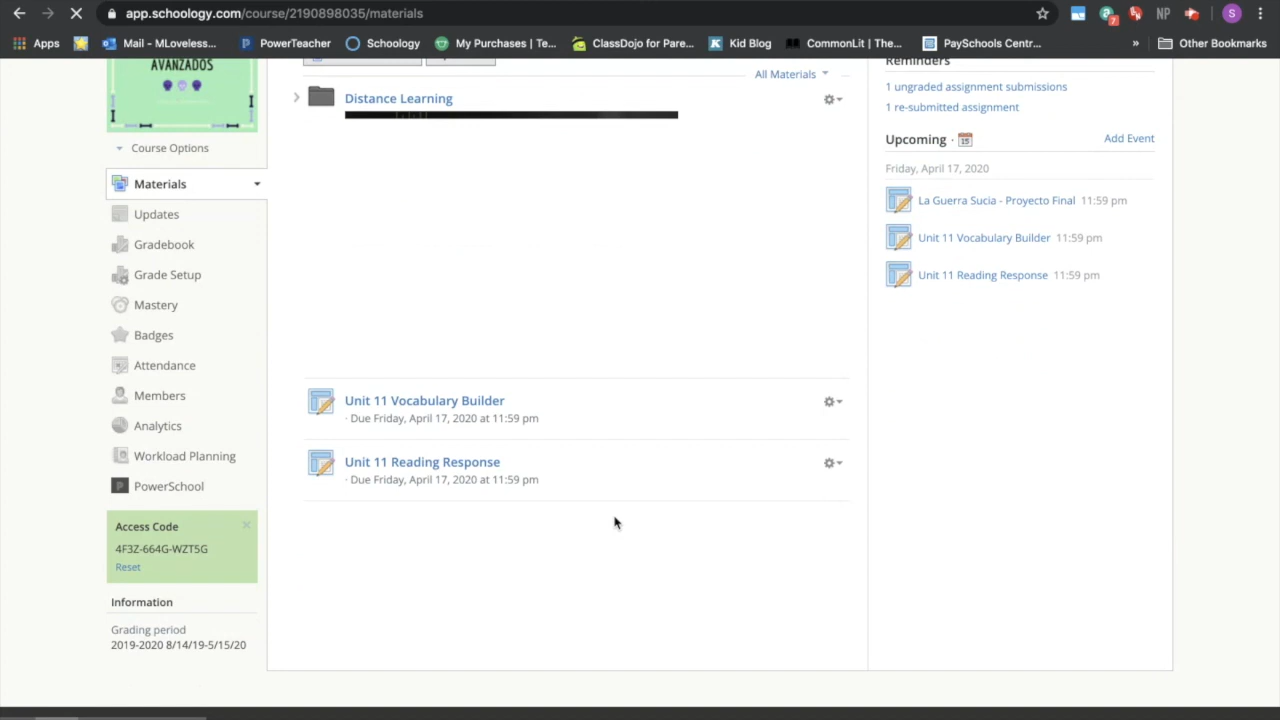 app.schoology.com/course/2190898035/materials
S
7
Apps
Mail - MLoveless...
PowerTeacher
Schoology
My Purchases | Te...
ClassDojo for Pare...
Kid Blog
CommonLit | The...
PaySchools Centr...
»
Other Bookmarks
NP
AVANZADOS
Course Options
Materials
Updates
Gradebook
Grade Setup
Mastery
Badges
Attendance
Members
Analytics
Workload Planning
PowerSchool
Access Code
4F3Z-664G-WZT5G
Reset
Information
Grading period
2019-2020 8/14/19-5/15/20
All Materials
Distance Learning
Unit 11 Vocabulary Builder
· Due Friday, April 17, 2020 at 11:59 pm
Unit 11 Reading Response
· Due Friday, April 17, 2020 at 11:59 pm
Reminders
1 ungraded assignment submissions
1 re-submitted assignment
Upcoming · 15 Add Event
Friday, April 17, 2020
La Guerra Sucia - Proyecto Final 11:59 pm
Unit 11 Vocabulary Builder 11:59 pm
Unit 11 Reading Response 11:59 pm